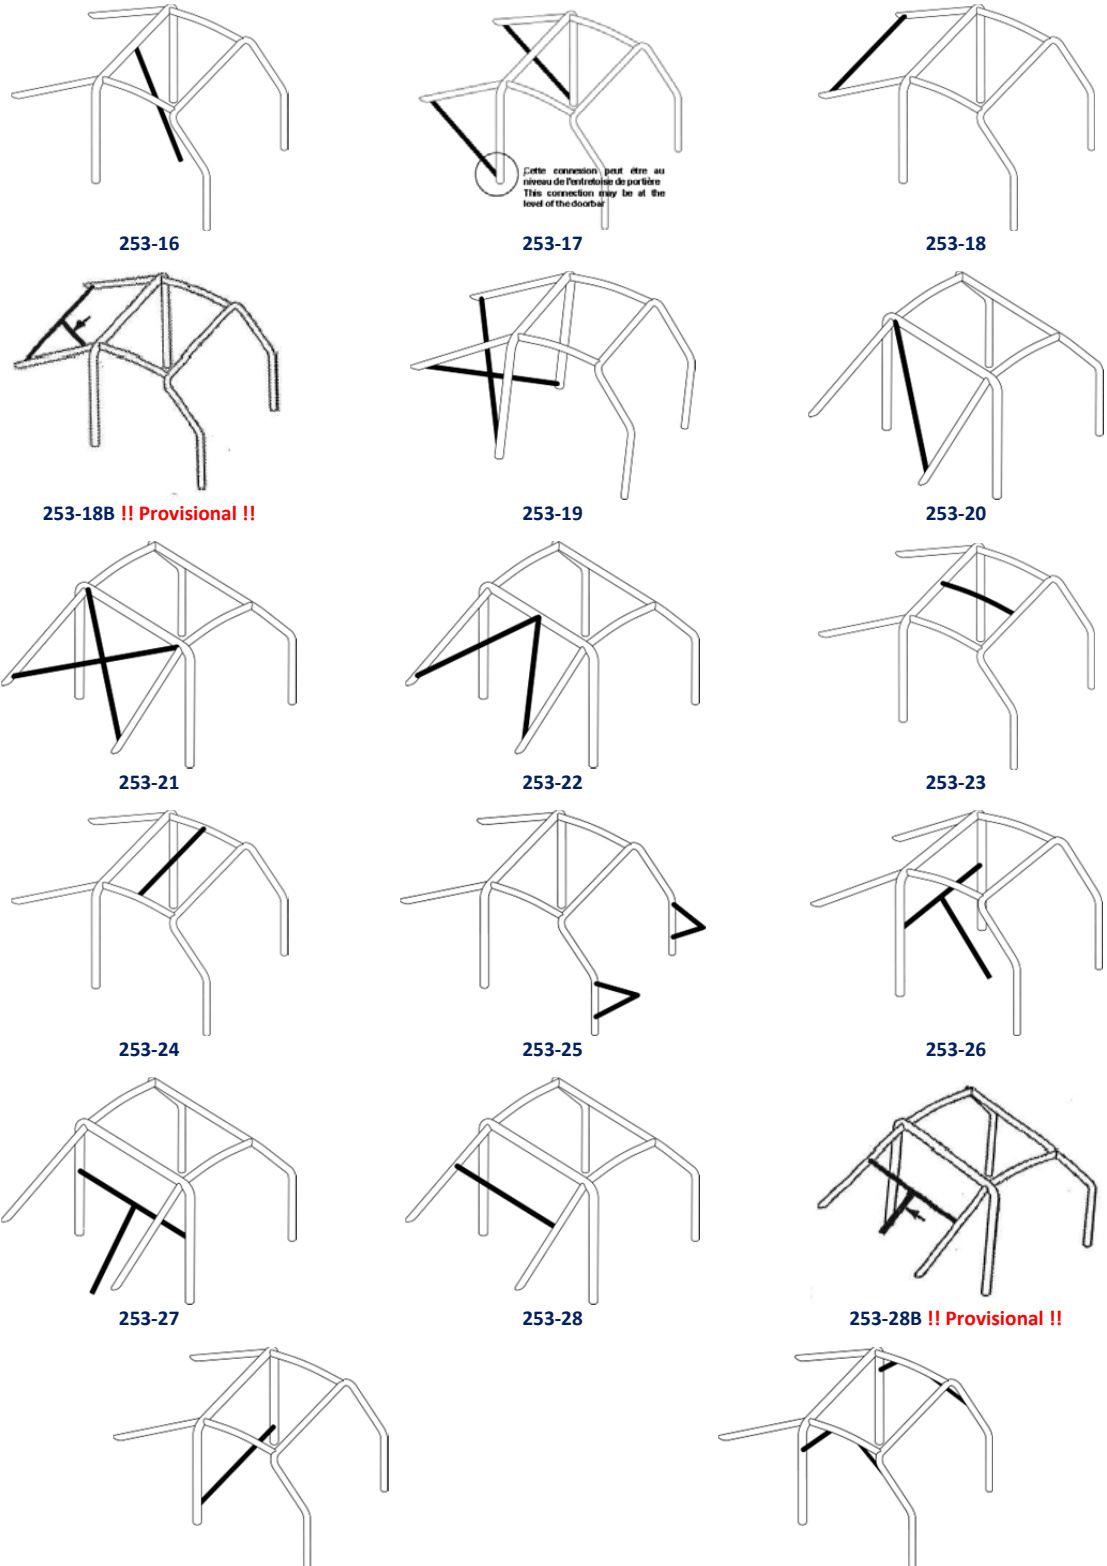 253-16
Cette connexion peut être au
niveau de l'entretoise de portière
This connection may be at the
level of the doorbar
253-17
253-18
253-18B !! Provisional !!
253-19
253-20
253-21
253-22
253-23
253-24
253-25
253-26
253-27
253-28
253-28B !! Provisional !!